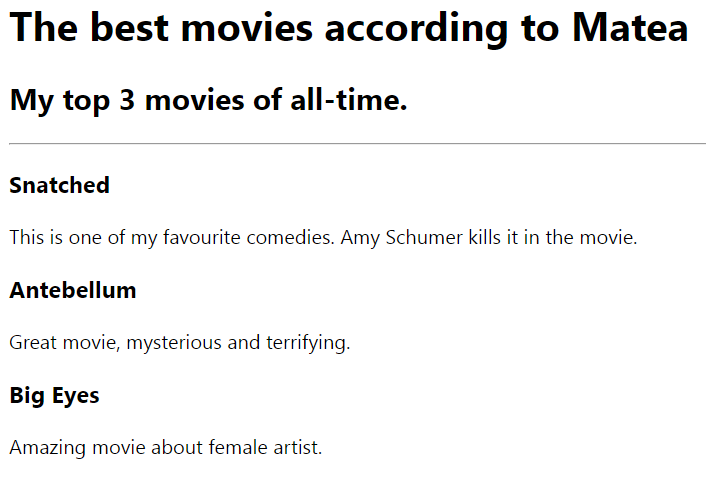 The best movies according to Matea
My top 3 movies of all-time.
Snatched
This is one of my favourite comedies. Amy Schumer kills it in the movie.
Antebellum
Great movie, mysterious and terrifying.
Big Eyes
Amazing movie about female artist.